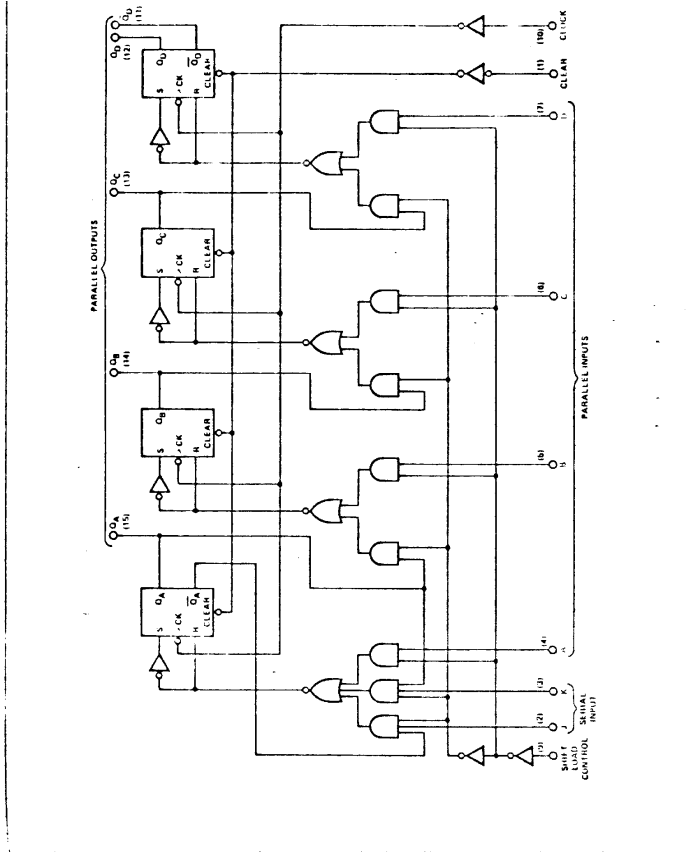 PARALLEL OUTPUTS
QA
(15)
QB
(14)
QC
(13)
QD
(12)
QD
(11)
S
QA
CK
R
QA
CLEAR
S
QB
CK
R
CLEAR
S
QC
CK
R
CLEAR
S
QD
CK
R
QD
CLEAR
(2)
J
(3)
K
(4)
A
(5)
B
(6)
C
(7)
D
(1)
CLEAR
(10)
CLOCK
(9)
SHIFT
LOAD
CONTROL
SERIAL
INPUT
PARALLEL INPUTS